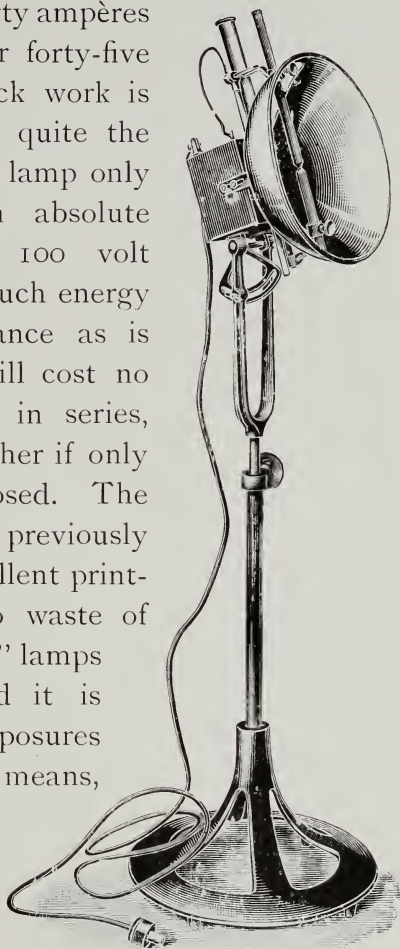 rty ampères
r forty-five
ck work is
quite the
lamp only
absolute
100 volt
uch energy
ance as is
ill cost no
in series,
her if only
osed. The
previously
llent print-
waste of
” lamps
d it is
posures
means,